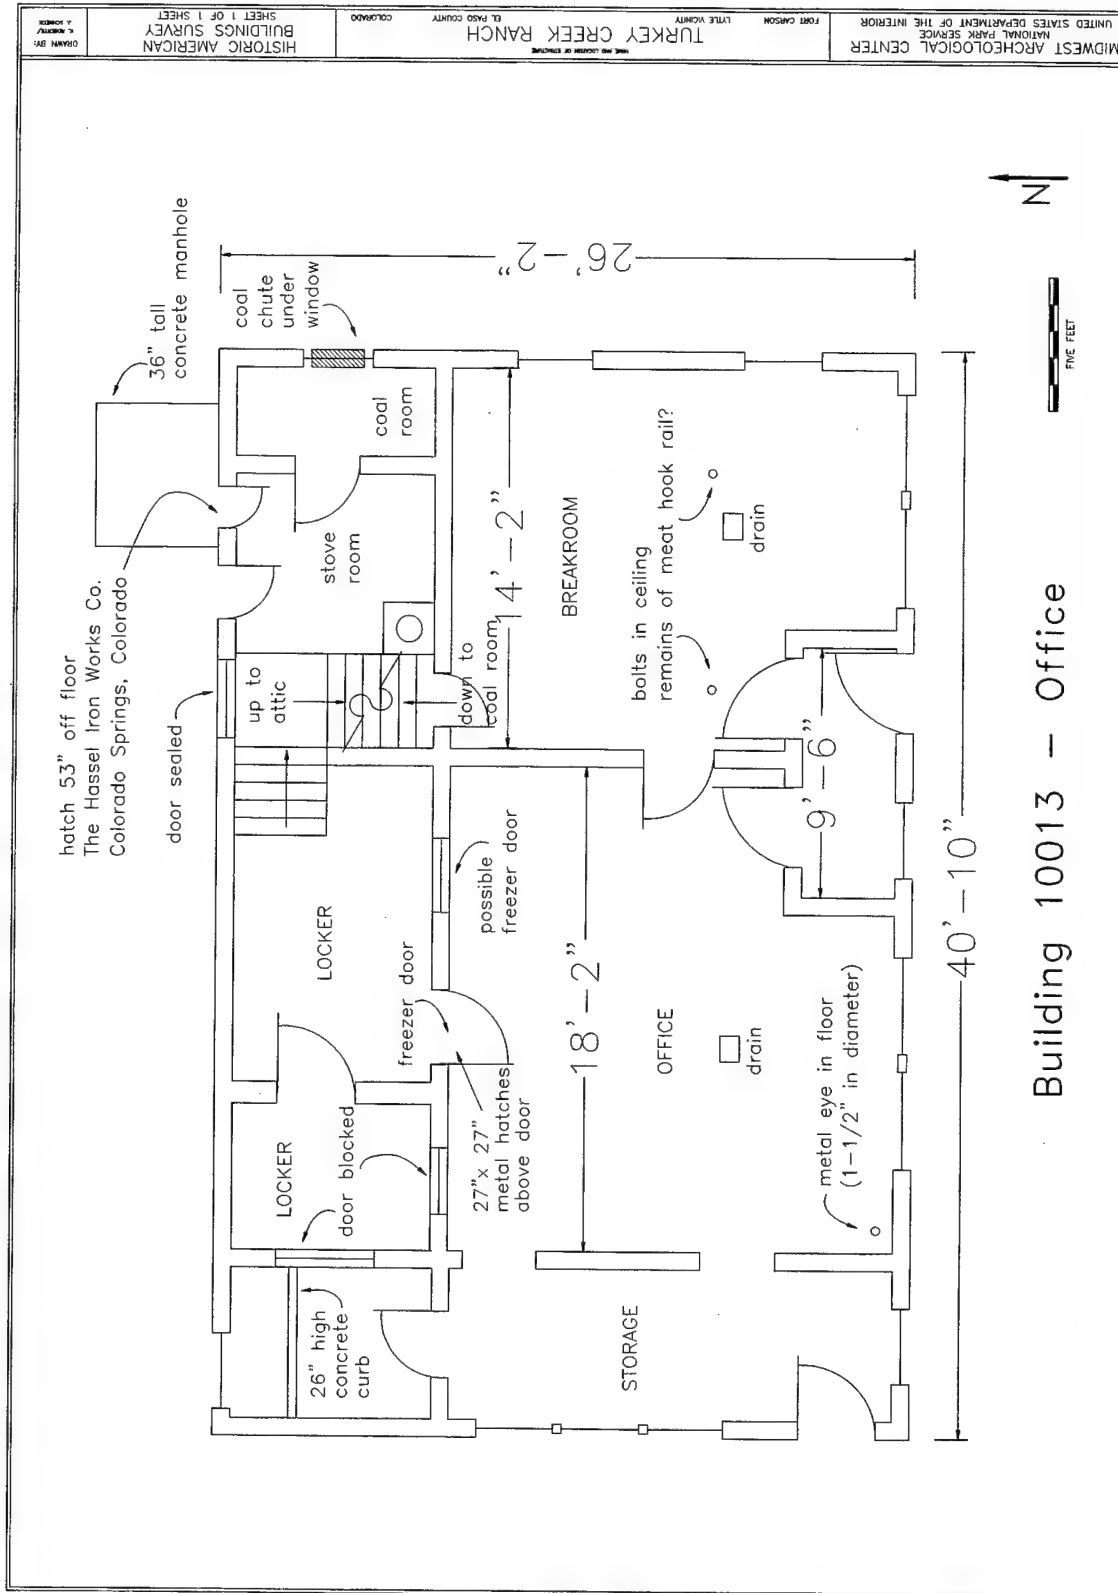 MIDWEST ARCHEOLOGICAL CENTER
NATIONAL PARK SERVICE
UNITED STATES DEPARTMENT OF THE INTERIOR
NAME AND LOCATION OF STRUCTURE
TURKEY CREEK RANCH
FORT CARSON
LYTLE VICINITY
EL PASO COUNTY
COLORADO
HISTORIC AMERICAN
BUILDINGS SURVEY
SHEET 1 OF 1 SHEET
DRAWN BY:
hatch 53" off floor
The Hassel Iron Works Co.
Colorado Springs, Colorado
36" tall
concrete manhole
door sealed
coal
chute
under
window
up to
attic
stove
room
coal
room
LOCKER
LOCKER
door blocked
freezer door
possible
freezer door
down to
coal room
26" high
concrete
curb
27"x 27"
metal hatches
above door
14'-2"
26'-2"
18'-2"
BREAKROOM
STORAGE
OFFICE
bolts in ceiling
remains of meat hook rail?
drain
drain
9'-6"
metal eye in floor
(1-1/2" in diameter)
40'-10"
Building 10013 - Office
FIVE FEET
N